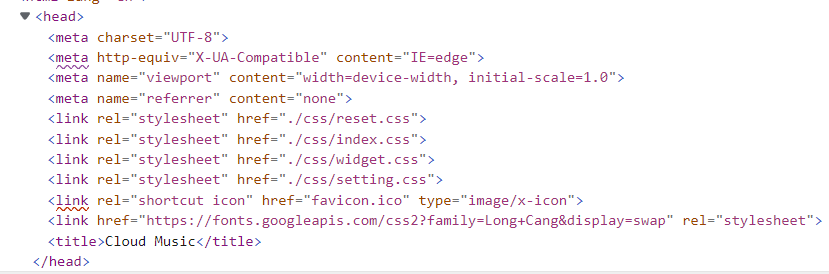 <head>
<meta charset="UTF-8">
<meta http-equiv="X-UA-Compatible" content="IE=edge">
<meta name="viewport" content="width=device-width, initial-scale=1.0">
<meta name="referrer" content="none">
<link rel="stylesheet" href="./css/reset.css">
<link rel="stylesheet" href="./css/index.css">
<link rel="stylesheet" href="./css/widget.css">
<link rel="stylesheet" href="./css/setting.css">
<link rel="shortcut icon" href="favicon.ico" type="image/x-icon">
<link href="https://fonts.googleapis.com/css2?family=Long+Cang&display=swap" rel="stylesheet">
<title>Cloud Music</title>
</head>